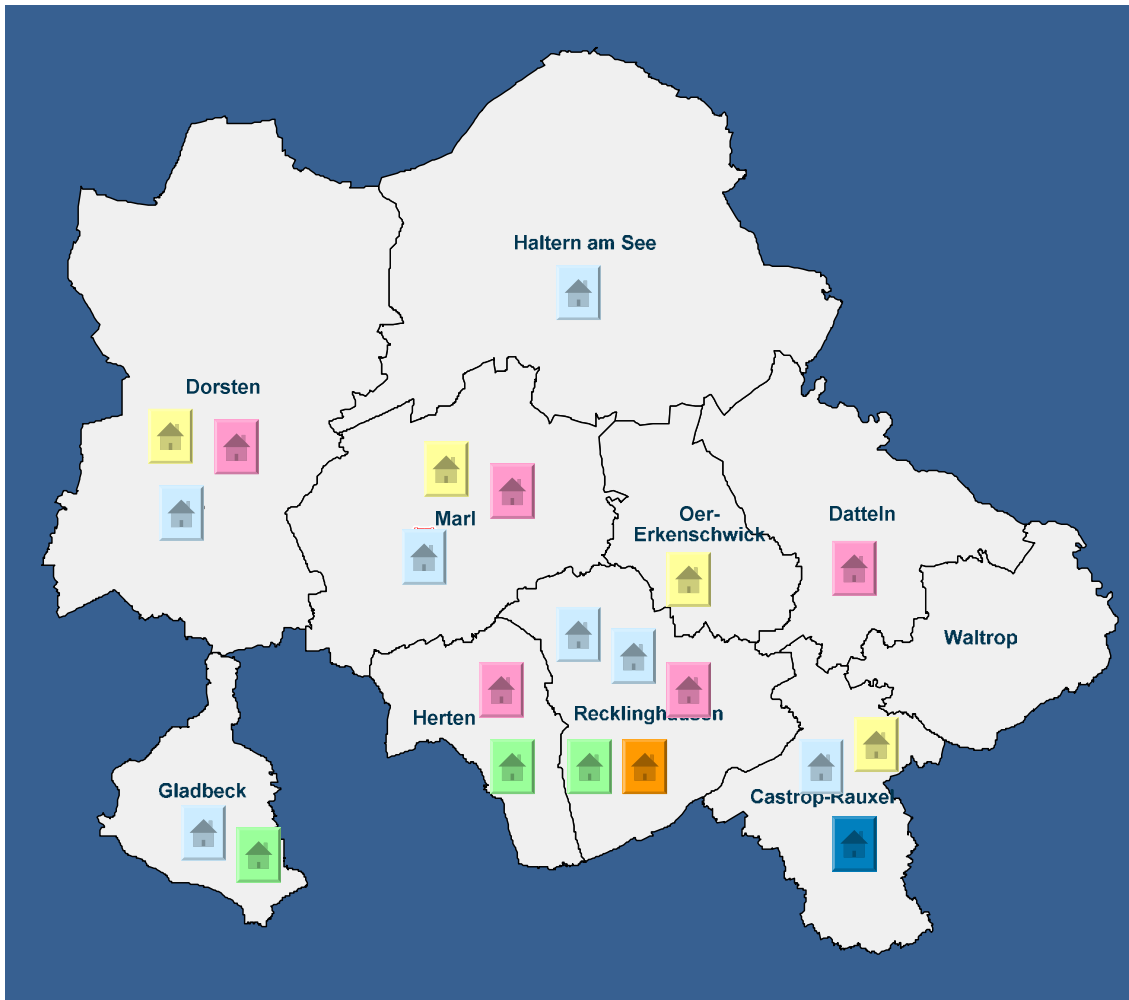 Haltern am See
Dorsten
Marl
Oer-
Erkenschwick
Datteln
Waltrop
Herten
Recklinghausen
Gladbeck
Castrop-Rauxel